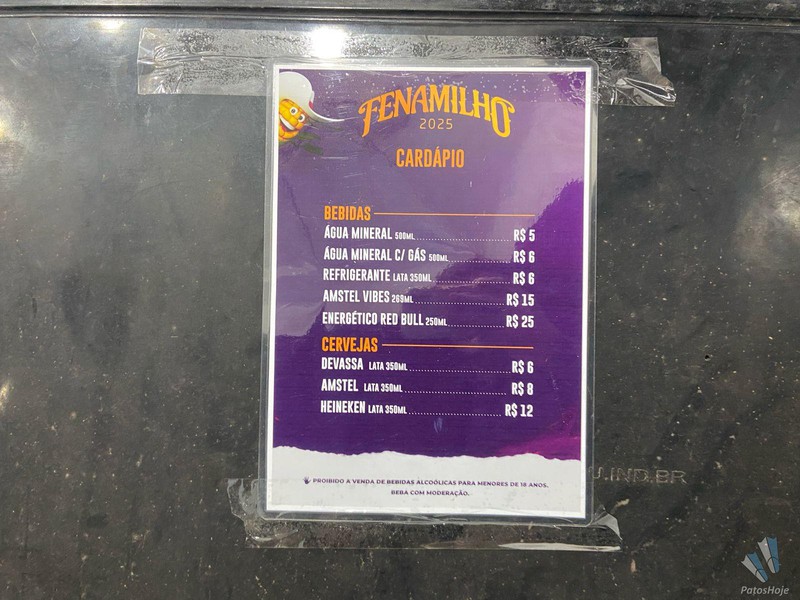 FENAMILHO
2025
CARDÁPIO
BEBIDAS
ÁGUA MINERAL 500ML R$ 5
ÁGUA MINERAL C/ GÁS 500ML R$ 6
REFRIGERANTE LATA 350ML R$ 6
AMSTEL VIBES 269ML R$ 15
ENERGÉTICO RED BULL 250ML R$ 25
CERVEJAS
DEVASSA LATA 350ML R$ 6
AMSTEL LATA 350ML R$ 8
HEINEKEN LATA 350ML R$ 12
PROIBIDO A VENDA DE BEBIDAS ALCOÓLICAS PARA MENORES DE 18 ANOS.
BEBA COM MODERAÇÃO.
.IND.BR
PatosHoje